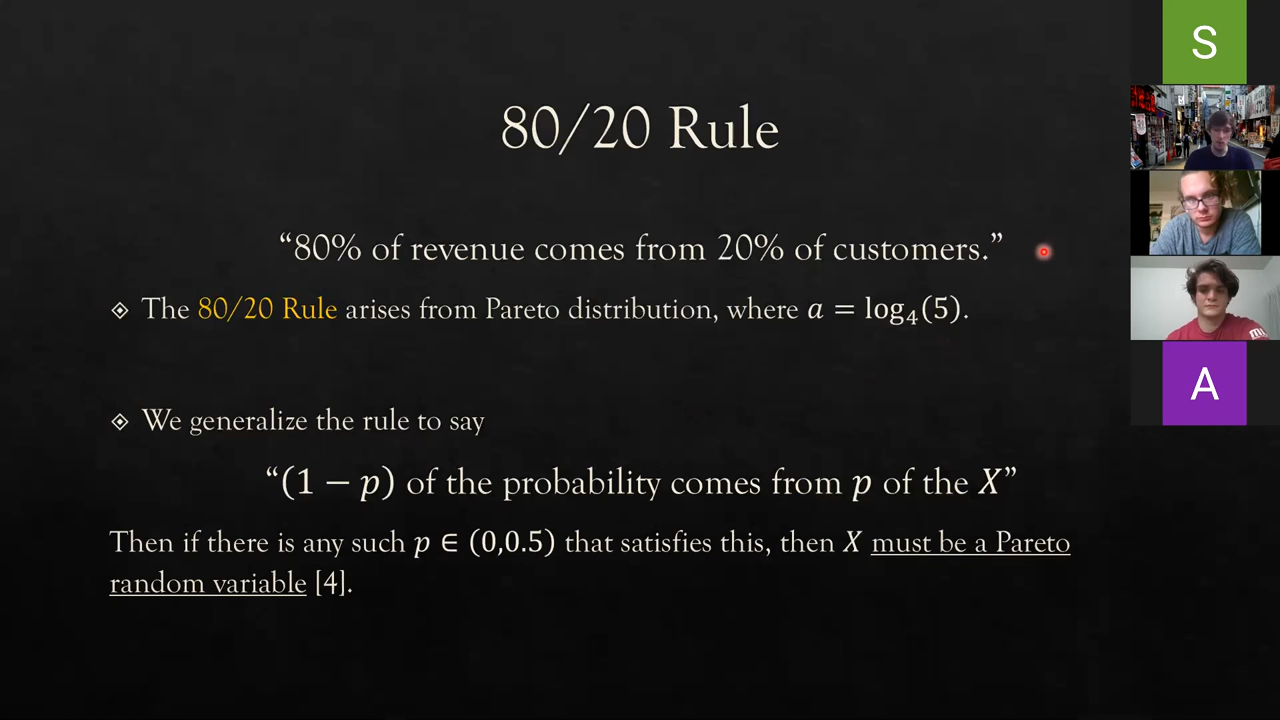 80/20 Rule
“80% of revenue comes from 20% of customers.”
The 80/20 Rule arises from Pareto distribution, where a = log₄(5).
We generalize the rule to say
“(1 − p) of the probability comes from p of the X”
Then if there is any such p ∈ (0,0.5) that satisfies this, then X must be a Pareto
random variable [4].
S
A